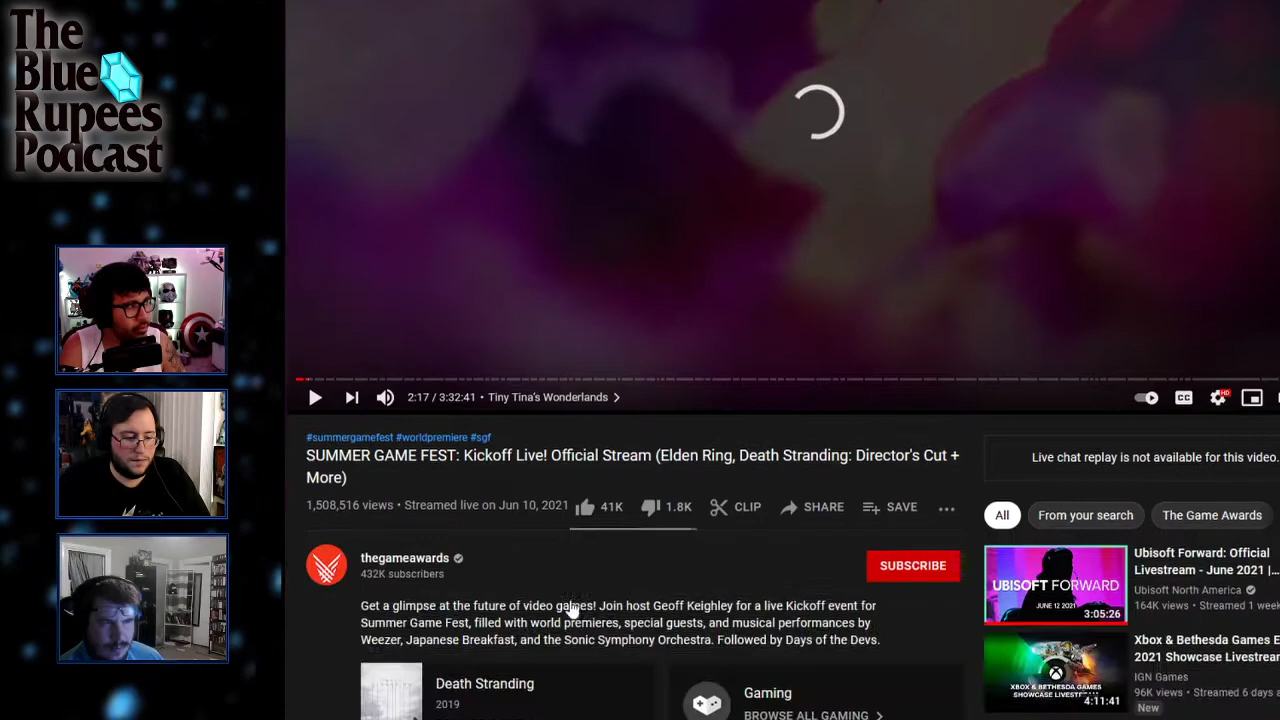 The
Blue
Rupees
Podcast
2:17 / 3:32:41 • Tiny Tina's Wonderlands
CC
HD
#summergamefest #worldpremiere #sgf
SUMMER GAME FEST: Kickoff Live! Official Stream (Elden Ring, Death Stranding: Director's Cut +
More)
1,508,516 views • Streamed live on Jun 10, 2021
41K
1.8K
CLIP
SHARE
SAVE
thegameawards
432K subscribers
SUBSCRIBE
Get a glimpse at the future of video games! Join host Geoff Keighley for a live Kickoff event for
Summer Game Fest, filled with world premieres, special guests, and musical performances by
Weezer, Japanese Breakfast, and the Sonic Symphony Orchestra. Followed by Days of the Devs.
Death Stranding
2019
Gaming
BROWSE ALL GAMING
Live chat replay is not available for this video.
All
From your search
The Game Awards
UBISOFT FORWARD
JUNE 12 2021
3:05:26
Ubisoft Forward: Official
Livestream - June 2021 |...
Ubisoft North America
164K views • Streamed 1 week
XBOX & BETHESDA GAMES
SHOWCASE LIVESTREAM
4:11:41
Xbox & Bethesda Games E
2021 Showcase Livestream
IGN Games
96K views • Streamed 6 days
New